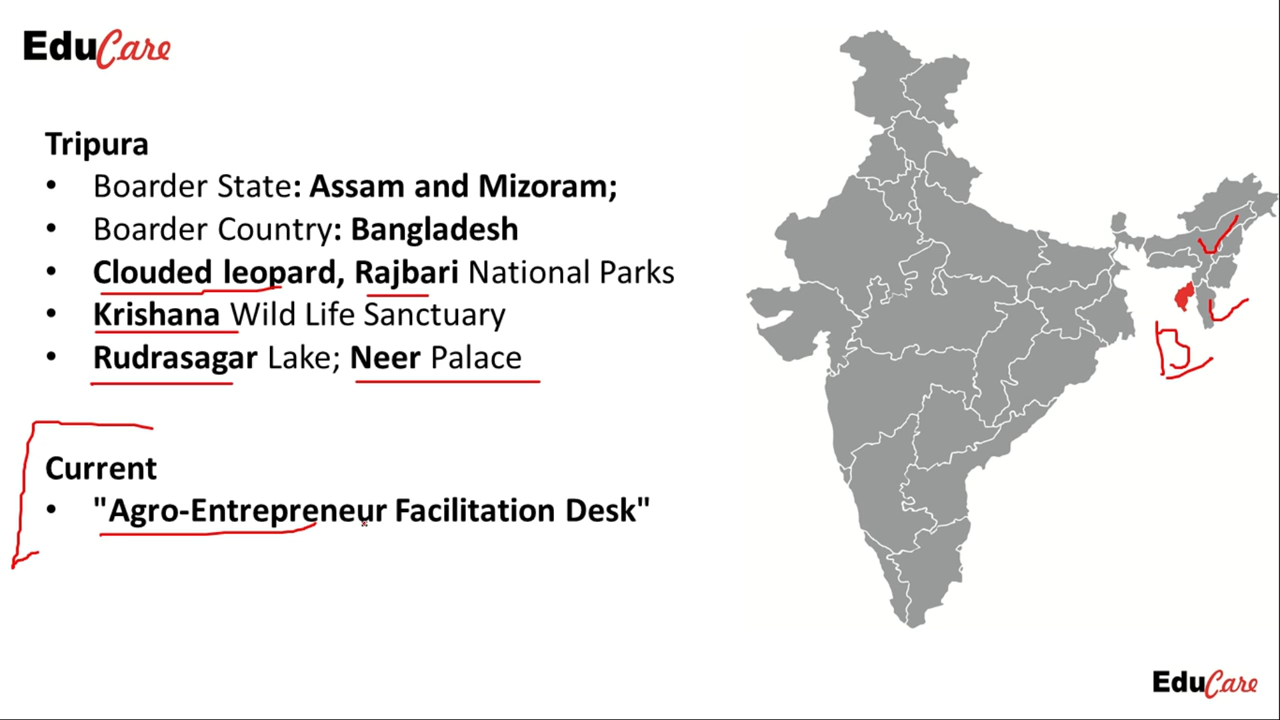 EduCare
Tripura
• Boarder State: Assam and Mizoram;
• Boarder Country: Bangladesh
• Clouded leopard, Rajbari National Parks
• Krishana Wild Life Sanctuary
• Rudrasagar Lake; Neer Palace
B
Current
• "Agro-Entrepreneur Facilitation Desk"
EduCare